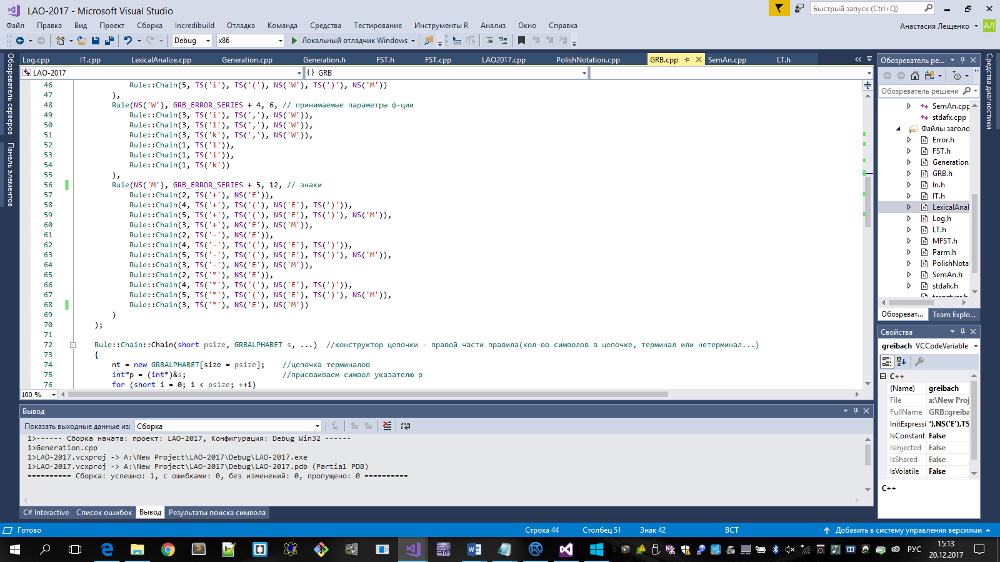 LAO-2017 - Microsoft Visual Studio
Быстрый запуск (Ctrl+Q)
Файл Правка Вид Проект Сборка Incredibuild Отладка Команда Средства Тестирование Инструменты R Анализ Окно Справка
Анастасия Лещенко АЛ
Debug x86 Локальный отладчик Windows
Обозреватель серверов
Панель элементов
Log.cpp IT.cpp LexicalAnalize.cpp Generation.cpp Generation.h FST.h FST.cpp LAO2017.cpp PolishNotation.cpp GRB.cpp SemAn.cpp LT.h
LAO-2017 {} GRB
46 Rule::Chain(5, TS('i'), TS('('), NS('W'), TS(')'), NS('M'))
47 ),
48 Rule(NS('W'), GRB_ERROR_SERIES + 4, 6, // принимаемые параметры ф-ции
49 Rule::Chain(3, TS('i'), TS(','), NS('W')),
50 Rule::Chain(3, TS('l'), TS(','), NS('W')),
51 Rule::Chain(3, TS('k'), TS(','), NS('W')),
52 Rule::Chain(1, TS('l')),
53 Rule::Chain(1, TS('i')),
54 Rule::Chain(1, TS('k'))
55 ),
56 Rule(NS('M'), GRB_ERROR_SERIES + 5, 12, // знаки
57 Rule::Chain(2, TS('+'), NS('E')),
58 Rule::Chain(4, TS('+'), TS('('), NS('E'), TS(')')),
59 Rule::Chain(5, TS('+'), TS('('), NS('E'), TS(')'), NS('M')),
60 Rule::Chain(3, TS('+'), NS('E'), NS('M')),
61 Rule::Chain(2, TS('-'), NS('E')),
62 Rule::Chain(4, TS('-'), TS('('), NS('E'), TS(')')),
63 Rule::Chain(5, TS('-'), TS('('), NS('E'), TS(')'), NS('M')),
64 Rule::Chain(3, TS('-'), NS('E'), NS('M')),
65 Rule::Chain(2, TS('*'), NS('E')),
66 Rule::Chain(4, TS('*'), TS('('), NS('E'), TS(')')),
67 Rule::Chain(5, TS('*'), TS('('), NS('E'), TS(')'), NS('M')),
68 Rule::Chain(3, TS('*'), NS('E'), NS('M'))
69 )
70 );
71
72 Rule::Chain::Chain(short psize, GRBALPHABET s, ...) //конструктор цепочки - правой части правила(кол-во символов в цепочке, терминал или нетерминал...)
73 {
74 nt = new GRBALPHABET[size = psize]; //цепочка терминалов
75 int*p = (int*)&s; //присваиваем символ указателю p
76 for (short i = 0; i < psize; ++i)
100 %
Вывод
Показать выходные данные из: Сборка
1>------ Сборка начата: проект: LAO-2017, Конфигурация: Debug Win32 ------
1>Generation.cpp
1>LAO-2017.vcxproj -> A:\New Project\LAO-2017\Debug\LAO-2017.exe
1>LAO-2017.vcxproj -> A:\New Project\LAO-2017\Debug\LAO-2017.pdb (Partial PDB)
========== Сборка: успешно: 1, с ошибками: 0, без изменений: 0, пропущено: 0 ==========
C# Interactive Список ошибок Вывод Результаты поиска символа
Обозреватель ре...
Обозреватель решени
SemAn.cpp
stdafx.cpp
Файлы заголо
Error.h
FST.h
Generation
GRB.h
In.h
IT.h
LexicalAnal
Log.h
LT.h
MFST.h
Parm.h
PolishNota
SemAn.h
stdafx.h
targetver.h
Обозреват... Team Explo...
Свойства
greibach VCCodeVariable
C++
(Name) greibach
File a:\New Proj
FullName GRB::greiba
InitExpressi '),NS('E'),TS
IsConstant False
IsInjected False
IsShared False
IsVolatile False
C++
Средства диагностики
Готово Строка 44 Столбец 51 Знак 42 ВСТ Добавить в систему управления версиями
РУС 15:13
20.12.2017